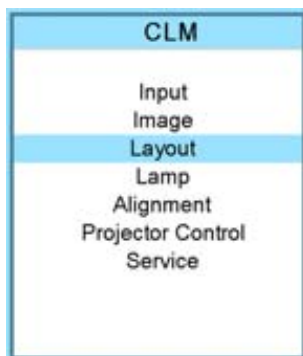 CLM
Input
Image
Layout
Lamp
Alignment
Projector Control
Service